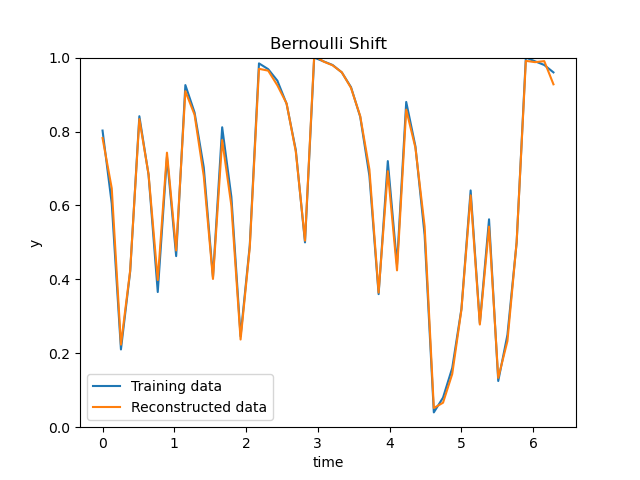 Bernoulli Shift
1.0
0.8
0.6
y
0.4
0.2
0.0
Training data
Reconstructed data
0 1 2 3 4 5 6
time